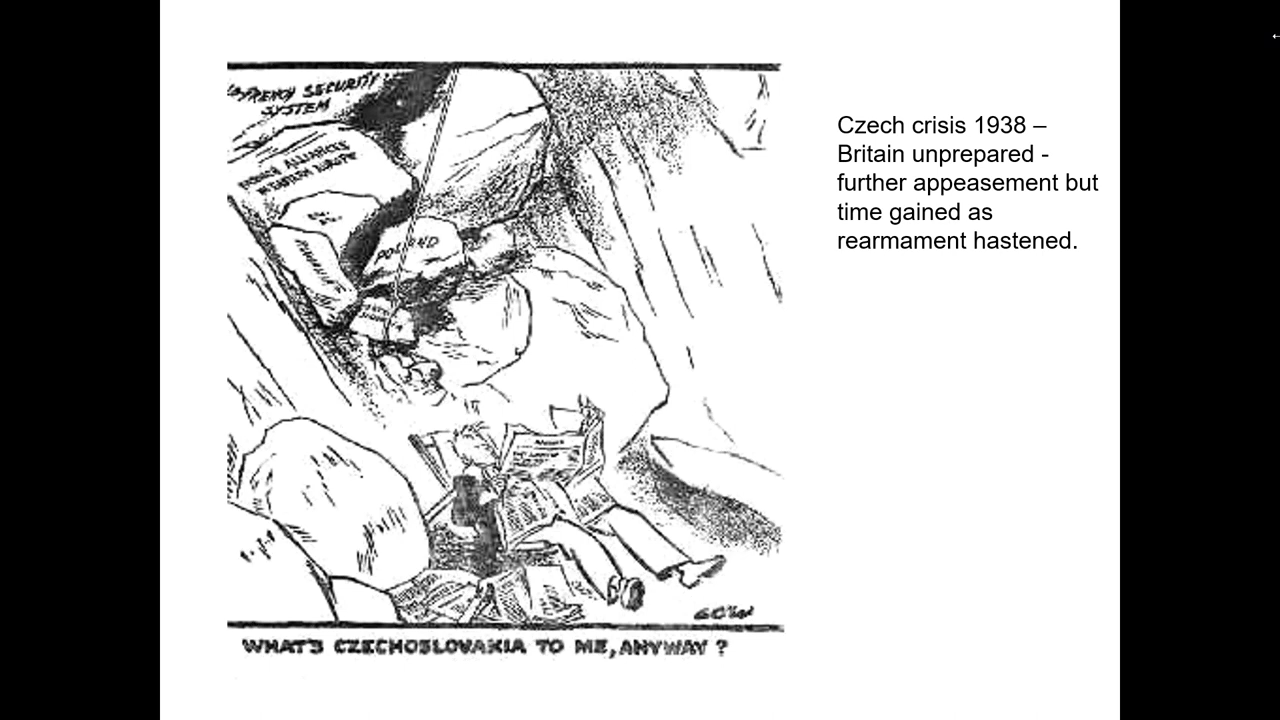 FRENCH SECURITY
SYSTEM
FRENCH ALLIANCES
IN EASTERN EUROPE
POLAND
LOW
WHAT'S CZECHOSLOVAKIA TO ME, ANYWAY ?
Czech crisis 1938 –
Britain unprepared -
further appeasement but
time gained as
rearmament hastened.